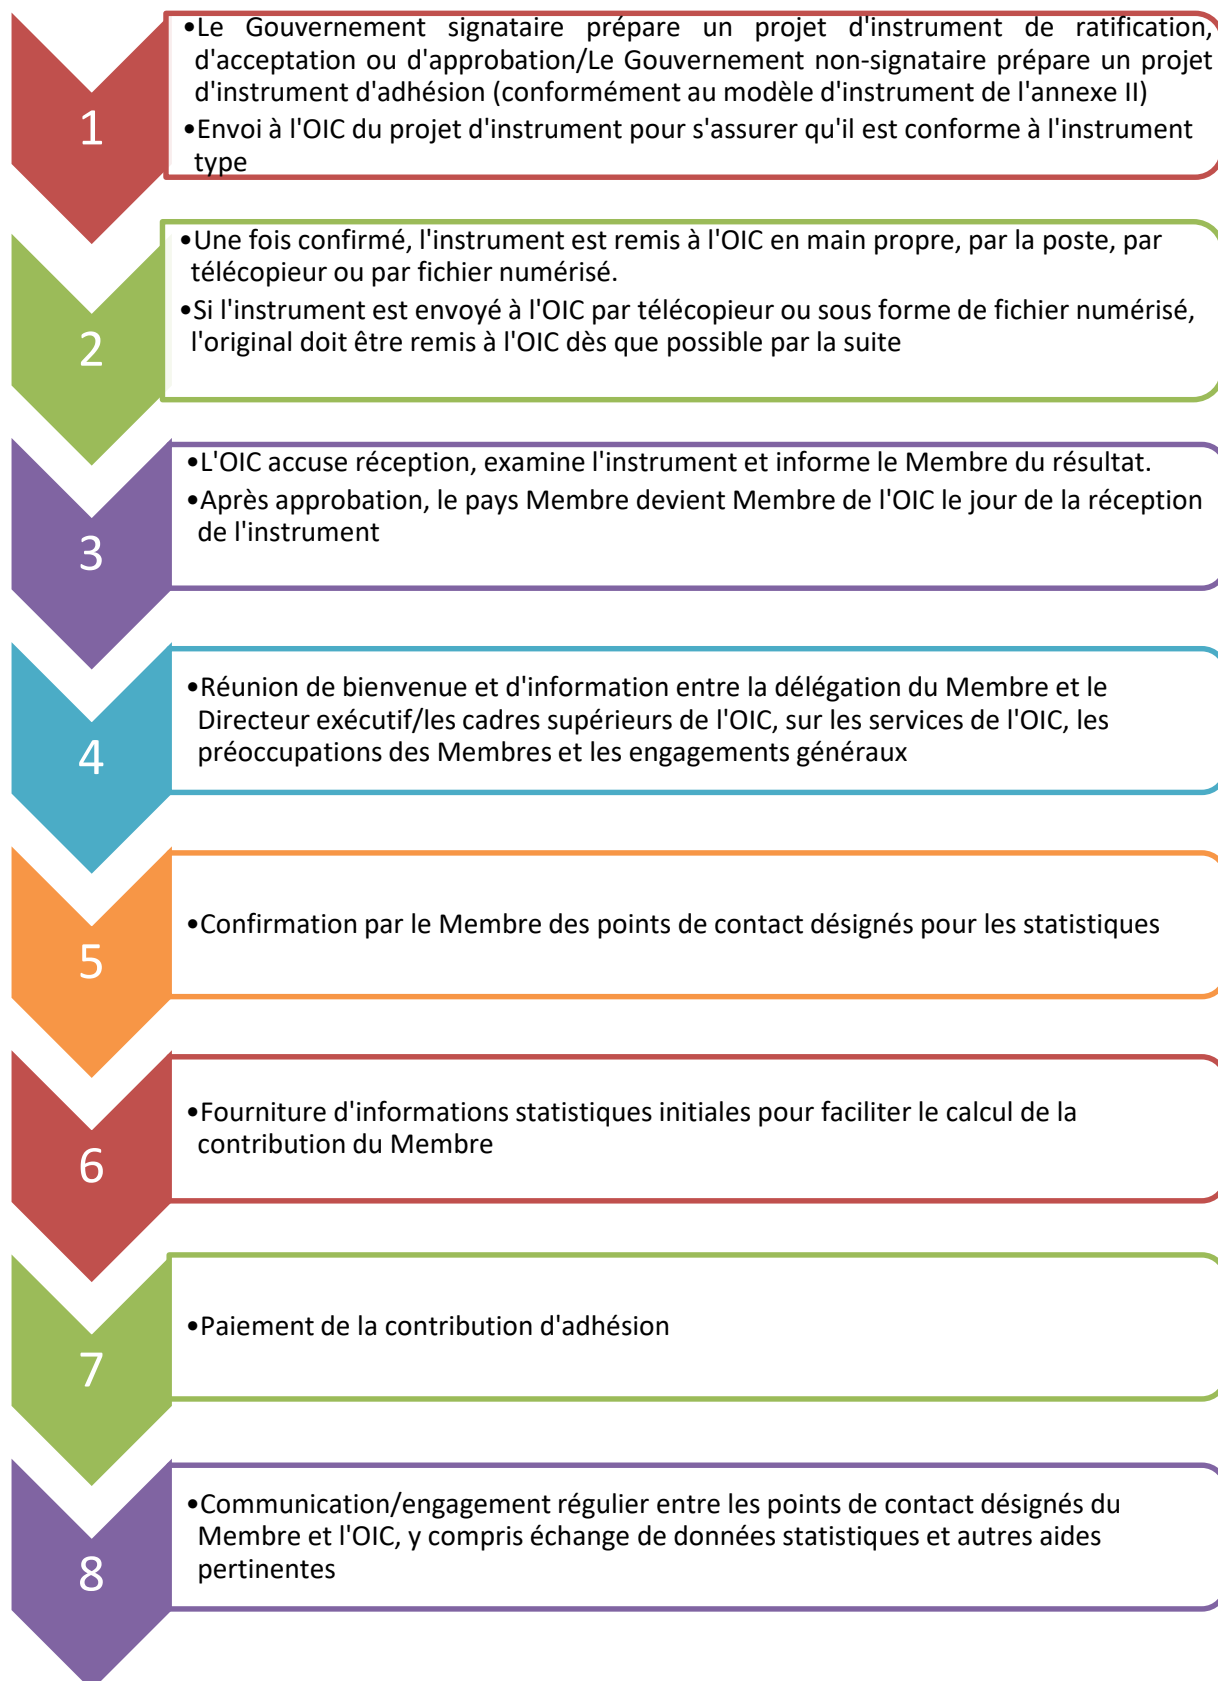 1
•Le Gouvernement signataire prépare un projet d'instrument de ratification,
d'acceptation ou d'approbation/Le Gouvernement non-signataire prépare un projet
d'instrument d'adhésion (conformément au modèle d'instrument de l'annexe II)
•Envoi à l'OIC du projet d'instrument pour s'assurer qu'il est conforme à l'instrument
type
2
•Une fois confirmé, l'instrument est remis à l'OIC en main propre, par la poste, par
télécopieur ou par fichier numérisé.
•Si l'instrument est envoyé à l'OIC par télécopieur ou sous forme de fichier numérisé,
l'original doit être remis à l'OIC dès que possible par la suite
3
•L'OIC accuse réception, examine l'instrument et informe le Membre du résultat.
•Après approbation, le pays Membre devient Membre de l'OIC le jour de la réception
de l'instrument
4
•Réunion de bienvenue et d'information entre la délégation du Membre et le
Directeur exécutif/les cadres supérieurs de l'OIC, sur les services de l'OIC, les
préoccupations des Membres et les engagements généraux
5
•Confirmation par le Membre des points de contact désignés pour les statistiques
6
•Fourniture d'informations statistiques initiales pour faciliter le calcul de la
contribution du Membre
7
•Paiement de la contribution d'adhésion
8
•Communication/engagement régulier entre les points de contact désignés du
Membre et l'OIC, y compris échange de données statistiques et autres aides
pertinentes